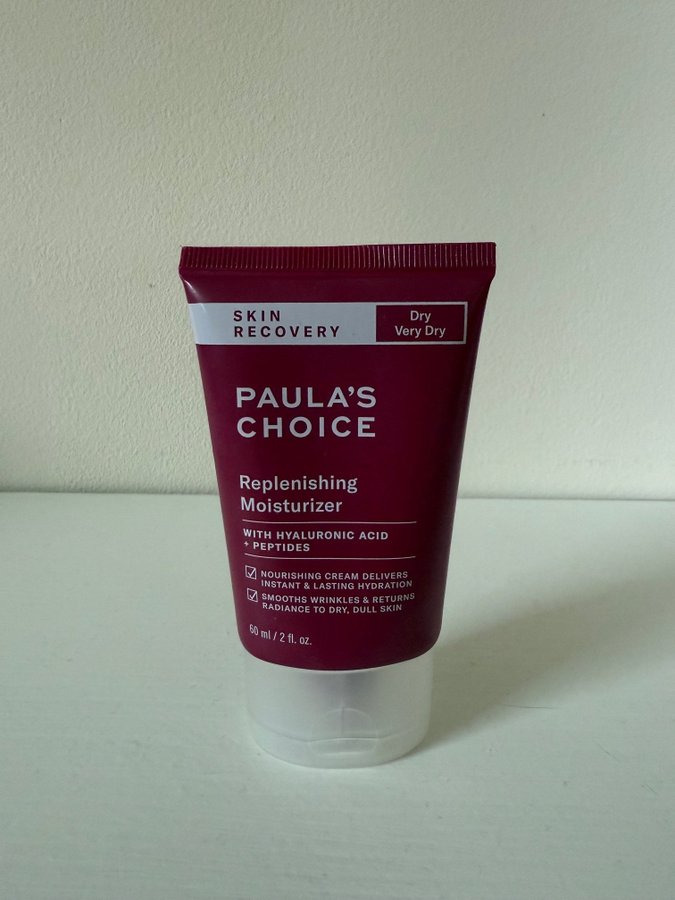 SKIN
RECOVERY
Dry
Very Dry
PAULA'S
CHOICE
Replenishing
Moisturizer
WITH HYALURONIC ACID
+ PEPTIDES
NOURISHING CREAM DELIVERS
INSTANT & LASTING HYDRATION
SMOOTHS WRINKLES & RETURNS
RADIANCE TO DRY, DULL SKIN
60 ml / 2 fl. oz.